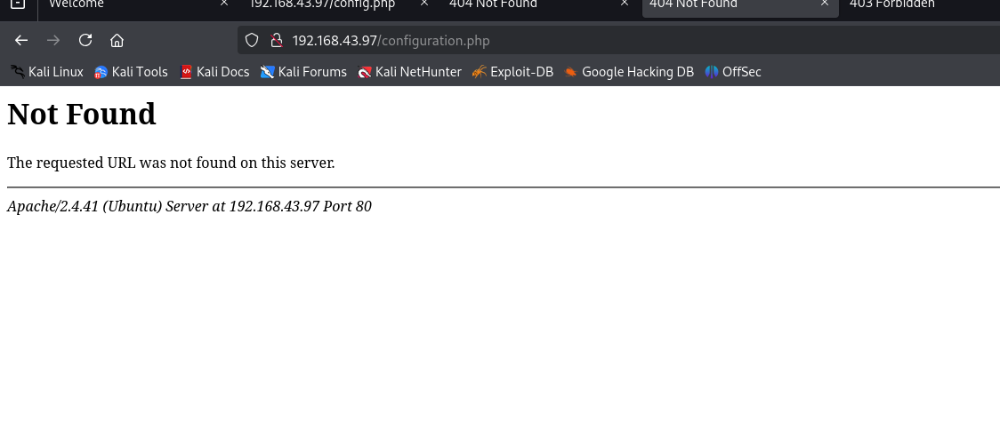 Welcome
192.168.43.97/config.php
404 Not Found
404 Not Found
403 Forbidden
192.168.43.97/configuration.php
Kali Linux Kali Tools Kali Docs Kali Forums Kali NetHunter Exploit-DB Google Hacking DB OffSec
Not Found
The requested URL was not found on this server.
Apache/2.4.41 (Ubuntu) Server at 192.168.43.97 Port 80